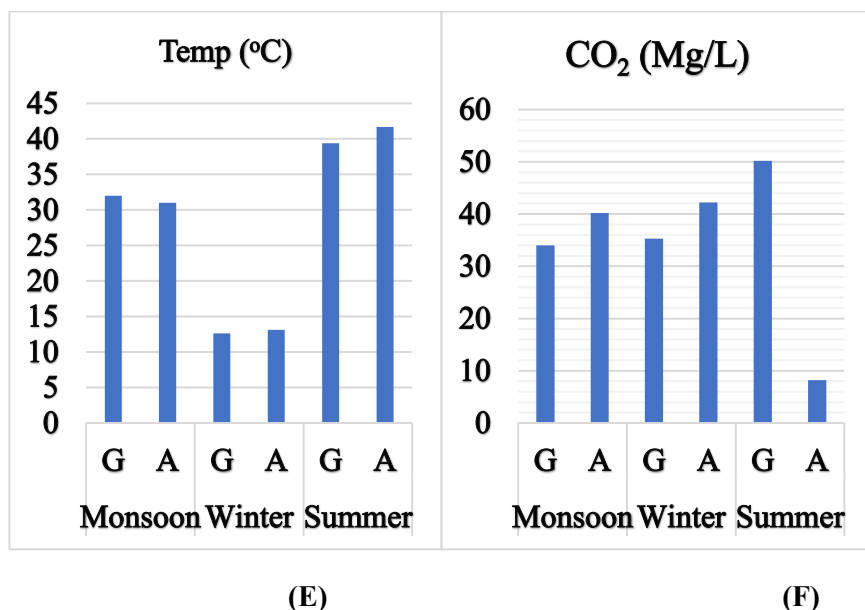 Temp (ºC)
45
40
35
30
25
20
15
10
5
0
G A G A G A
Monsoon Winter Summer
CO₂ (Mg/L)
60
50
40
30
20
10
0
G A G A G A
Monsoon Winter Summer
(E)
(F)